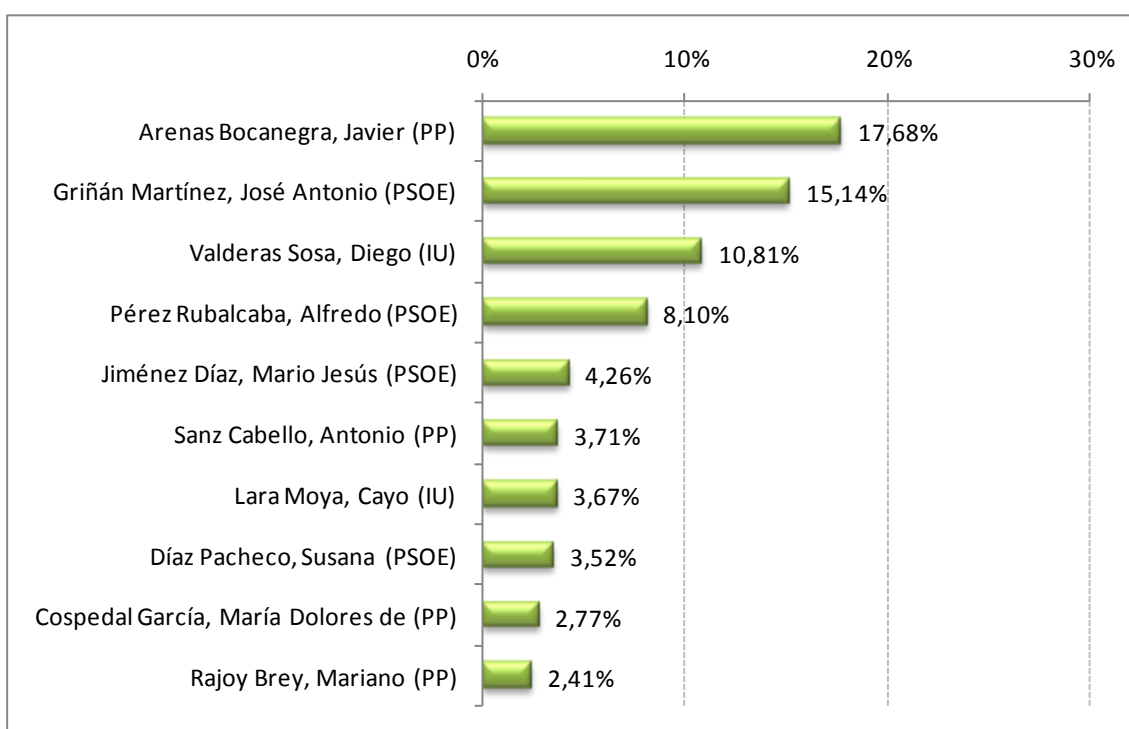 0% 10% 20% 30%
Arenas Bocanegra, Javier (PP) 17,68%
Griñán Martínez, José Antonio (PSOE) 15,14%
Valderas Sosa, Diego (IU) 10,81%
Pérez Rubalcaba, Alfredo (PSOE) 8,10%
Jiménez Díaz, Mario Jesús (PSOE) 4,26%
Sanz Cabello, Antonio (PP) 3,71%
Lara Moya, Cayo (IU) 3,67%
Díaz Pacheco, Susana (PSOE) 3,52%
Cospedal García, María Dolores de (PP) 2,77%
Rajoy Brey, Mariano (PP) 2,41%